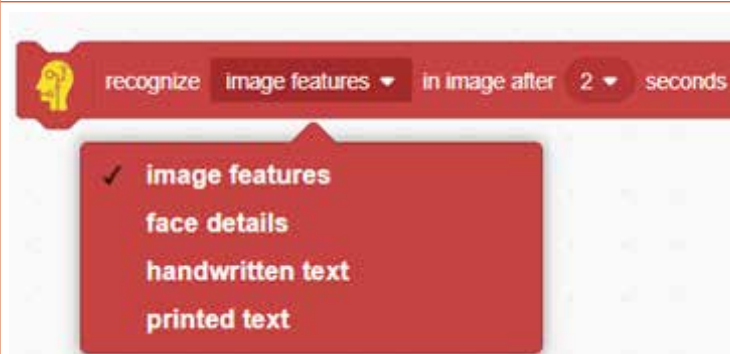 recognize image features in image after 2 seconds
image features
face details
handwritten text
printed text